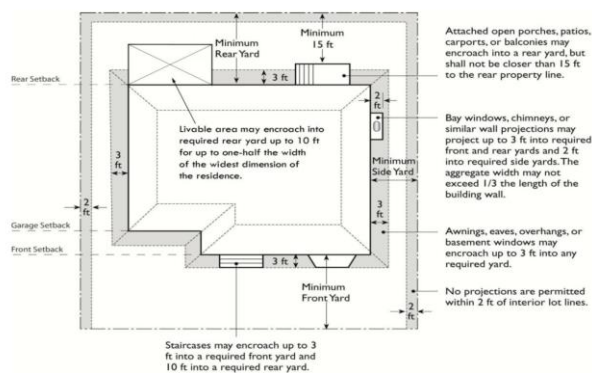 Minimum
Rear Yard
Minimum
15 ft
Attached open porches, patios,
carports, or balconies may
encroach into a rear yard, but
shall not be closer than 15 ft
to the rear property line.
Rear Setback
3 ft
2
ft
Livable area may encroach into
required rear yard up to 10 ft
for up to one-half the width
of the widest dimension of
the residence.
Bay windows, chimneys, or
similar wall projections may
project up to 3 ft into required
front and rear yards and 2 ft
into required side yards. The
aggregate width may not
exceed 1/3 the length of the
building wall.
3
ft
Minimum
Side Yard
2
ft
3
ft
Garage Setback
Front Setback
Awnings, eaves, overhangs, or
basement windows may
encroach up to 3 ft into any
required yard.
3 ft
Minimum
Front Yard
No projections are permitted
within 2 ft of interior lot lines.
2
ft
Staircases may encroach up to 3
ft into a required front yard and
10 ft into a required rear yard.